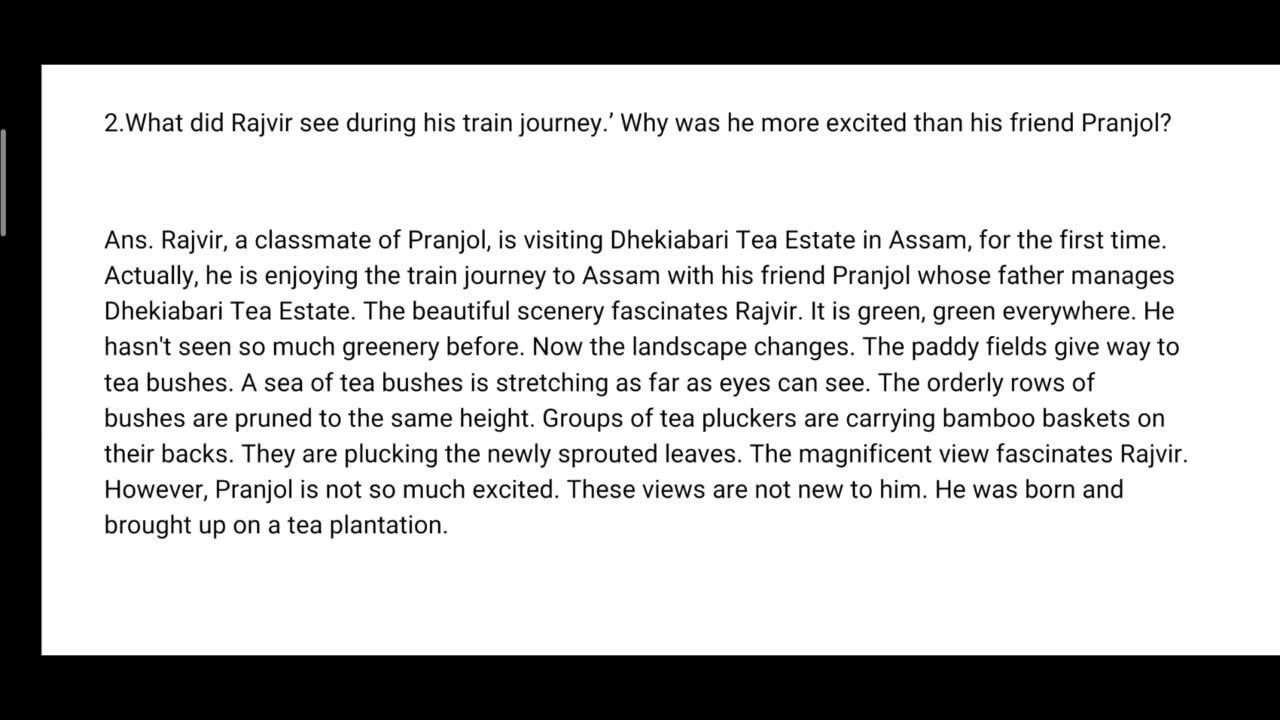 2.What did Rajvir see during his train journey.’ Why was he more excited than his friend Pranjol?
Ans. Rajvir, a classmate of Pranjol, is visiting Dhekiabari Tea Estate in Assam, for the first time.
Actually, he is enjoying the train journey to Assam with his friend Pranjol whose father manages
Dhekiabari Tea Estate. The beautiful scenery fascinates Rajvir. It is green, green everywhere. He
hasn't seen so much greenery before. Now the landscape changes. The paddy fields give way to
tea bushes. A sea of tea bushes is stretching as far as eyes can see. The orderly rows of
bushes are pruned to the same height. Groups of tea pluckers are carrying bamboo baskets on
their backs. They are plucking the newly sprouted leaves. The magnificent view fascinates Rajvir.
However, Pranjol is not so much excited. These views are not new to him. He was born and
brought up on a tea plantation.